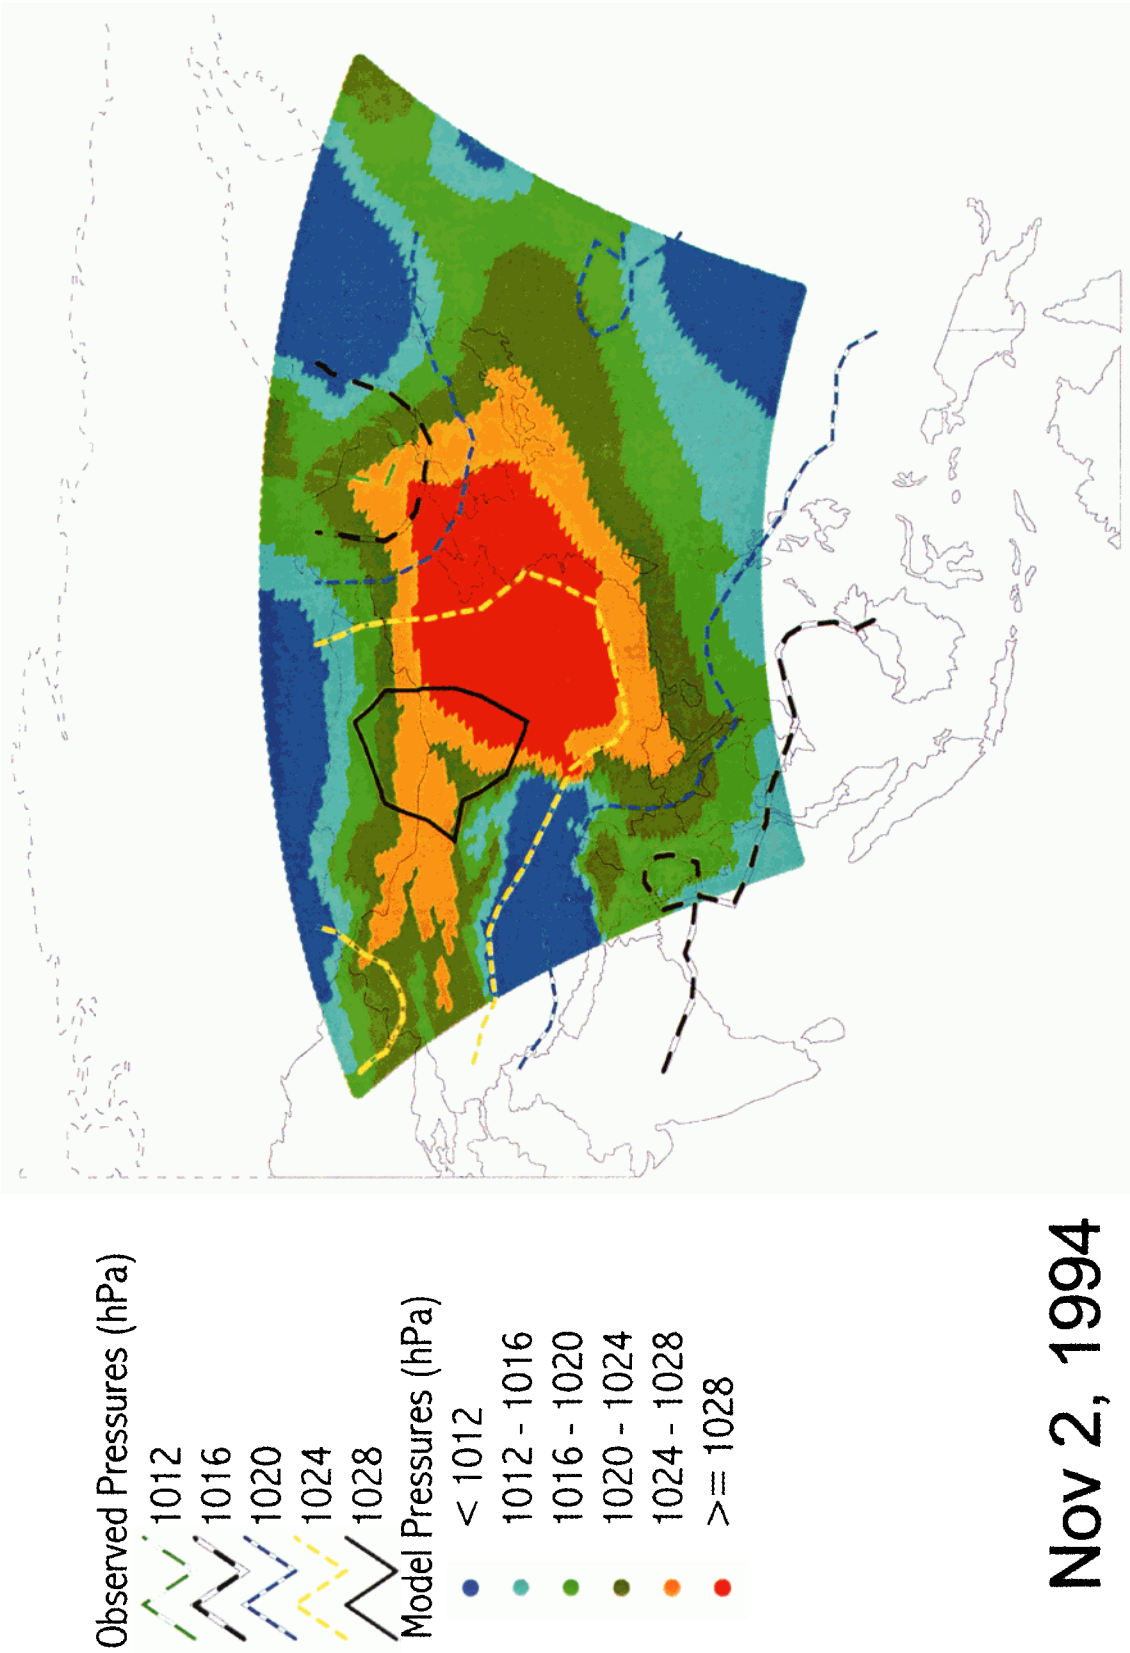 Observed Pressures (hPa)
1012
1016
1020
1024
1028
Model Pressures (hPa)
< 1012
1012 - 1016
1016 - 1020
1020 - 1024
1024 - 1028
>= 1028
Nov 2, 1994